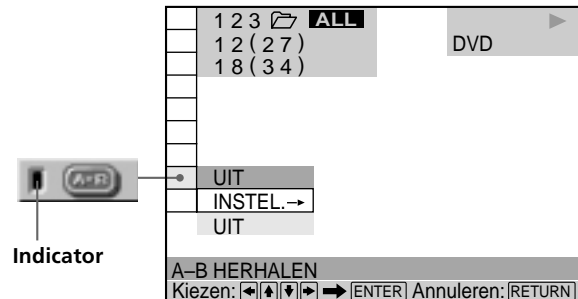 1 2 3 ALL
1 2 ( 2 7 )
DVD
1 8 ( 3 4 )
UIT
A-B
INSTEL.
UIT
Indicator
A–B HERHALEN
Kiezen: ENTER Annuleren: RETURN